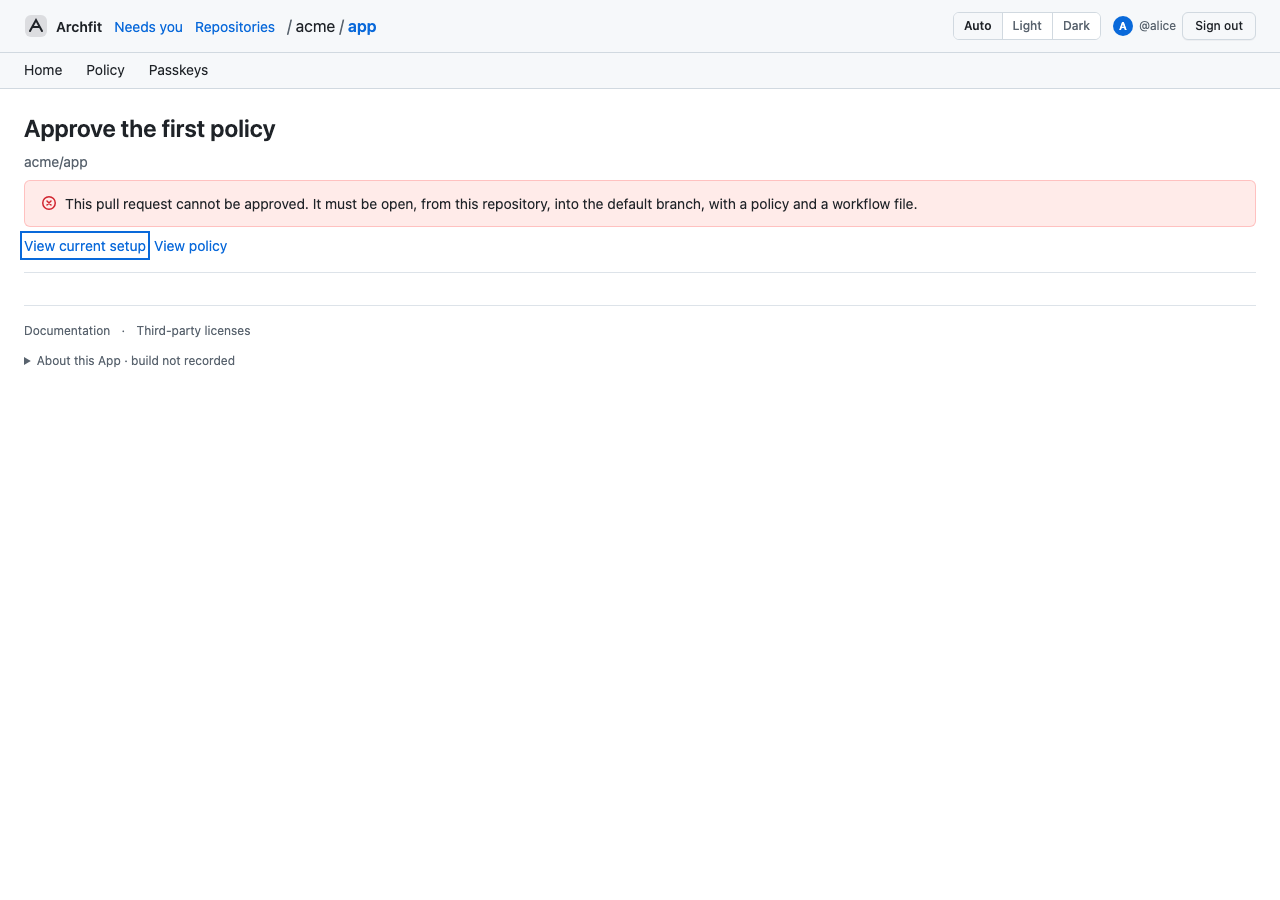 Archfit Needs you Repositories / acme / app Auto Light Dark A @alice Sign out
Home Policy Passkeys
Approve the first policy
acme/app
This pull request cannot be approved. It must be open, from this repository, into the default branch, with a policy and a workflow file.
View current setup View policy
Documentation · Third-party licenses
About this App · build not recorded